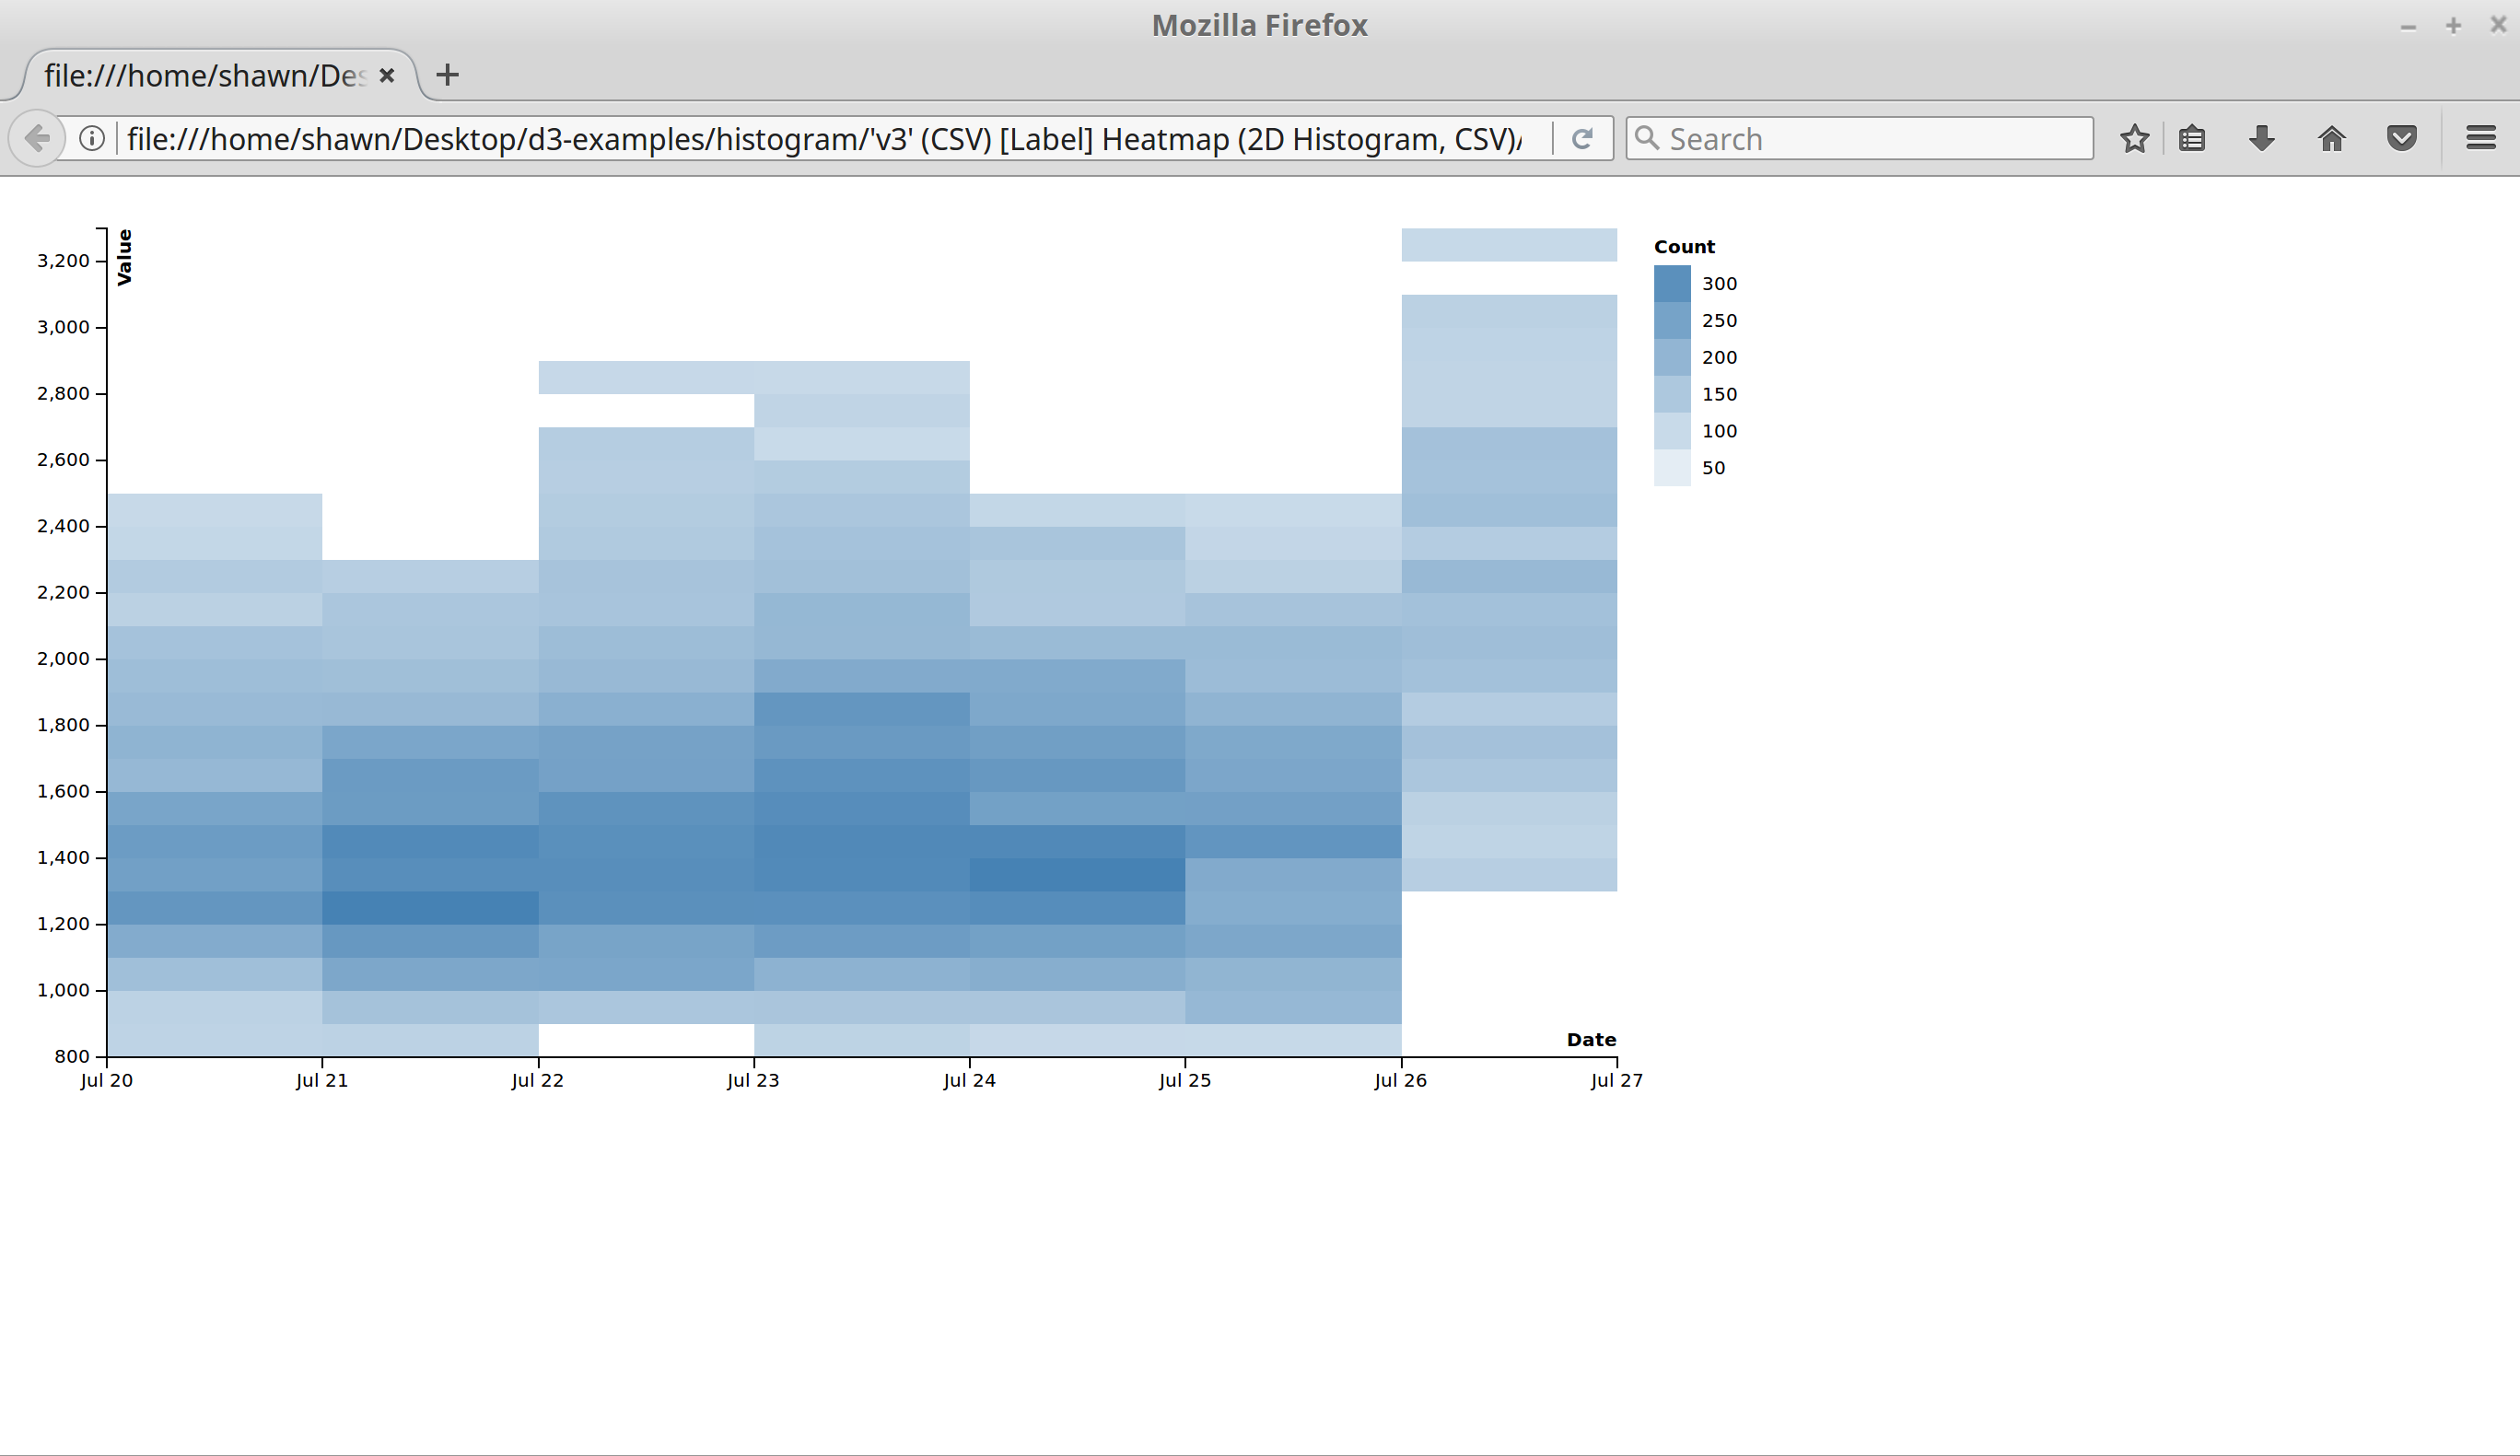 Mozilla Firefox
file:///home/shawn/Des
file:///home/shawn/Desktop/d3-examples/histogram/'v3' (CSV) [Label] Heatmap (2D Histogram, CSV)/
Search
Value
3,200
3,000
2,800
2,600
2,400
2,200
2,000
1,800
1,600
1,400
1,200
1,000
800
Count
300
250
200
150
100
50
Date
Jul 20 Jul 21 Jul 22 Jul 23 Jul 24 Jul 25 Jul 26 Jul 27